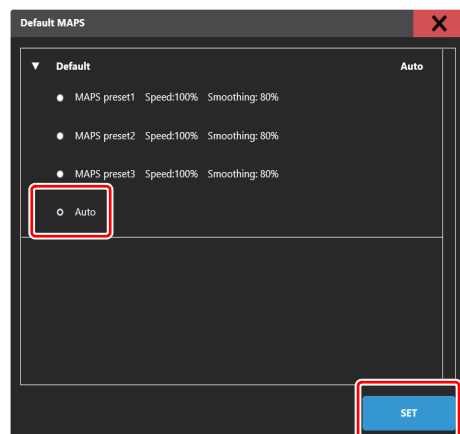 Default MAPS
Default Auto
MAPS preset1 Speed:100% Smoothing: 80%
MAPS preset2 Speed:100% Smoothing: 80%
MAPS preset3 Speed:100% Smoothing: 80%
Auto
SET